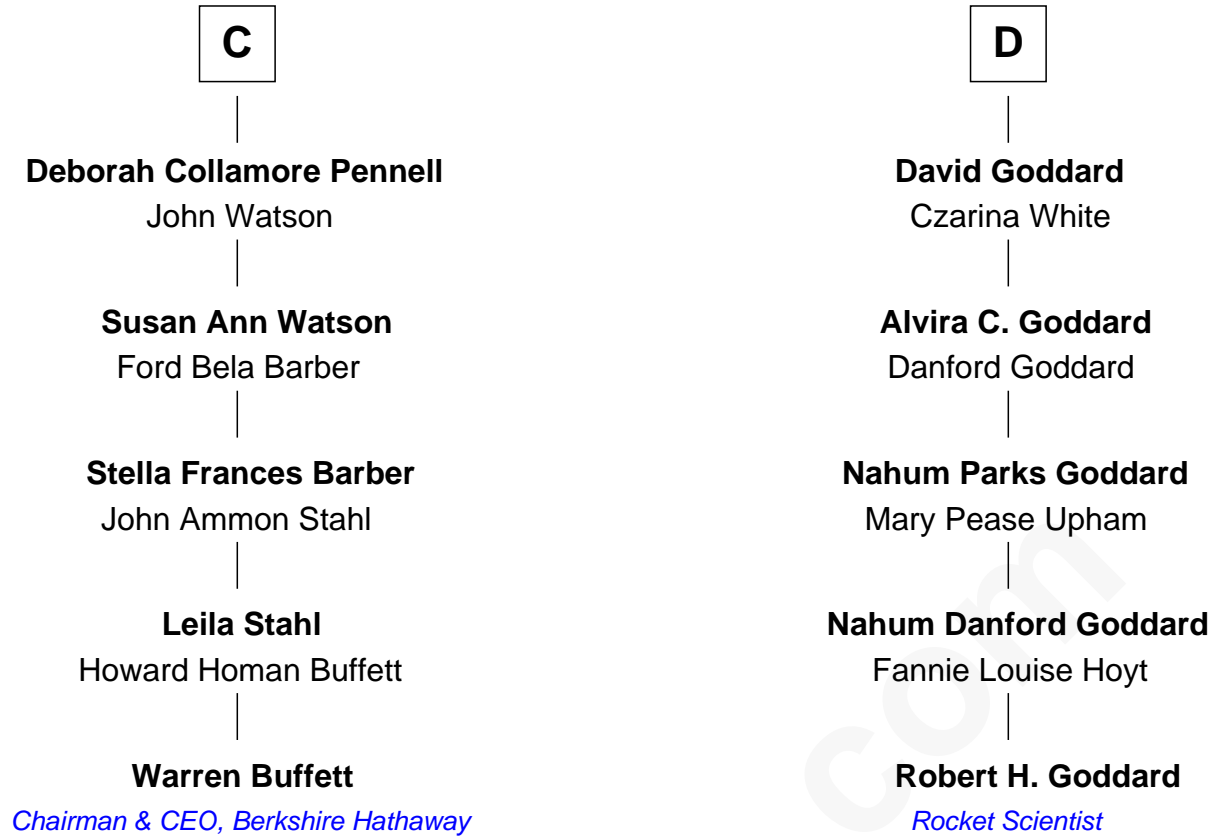 C
Deborah Collamore Pennell
John Watson
Susan Ann Watson
Ford Bela Barber
Stella Frances Barber
John Ammon Stahl
Leila Stahl
Howard Homan Buffett
Warren Buffett
Chairman & CEO, Berkshire Hathaway
D
David Goddard
Czarina White
Alvira C. Goddard
Danford Goddard
Nahum Parks Goddard
Mary Pease Upham
Nahum Danford Goddard
Fannie Louise Hoyt
Robert H. Goddard
Rocket Scientist
com